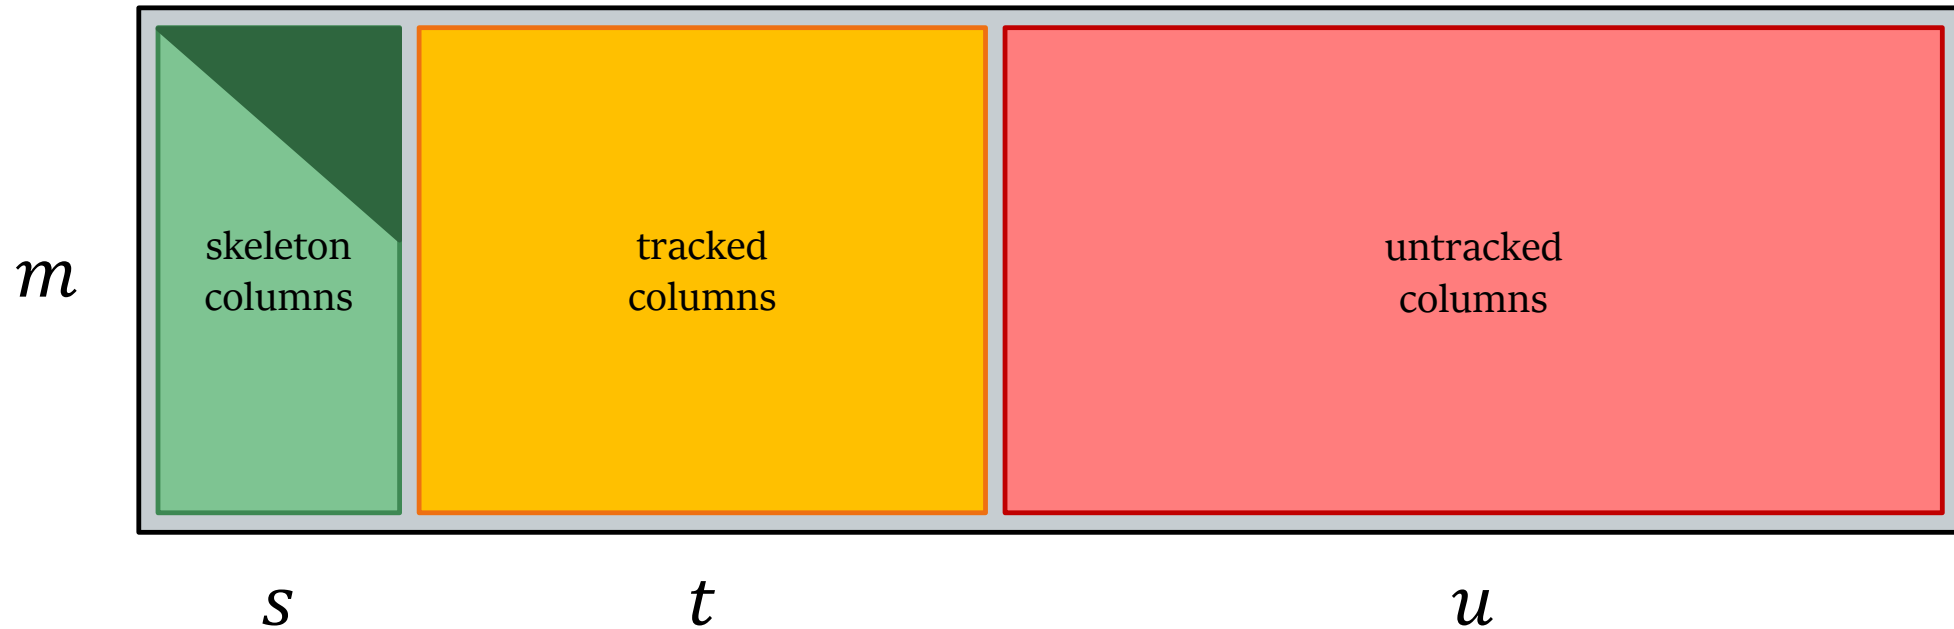 skeleton
columns
tracked
columns
untracked
columns
m
s
t
u